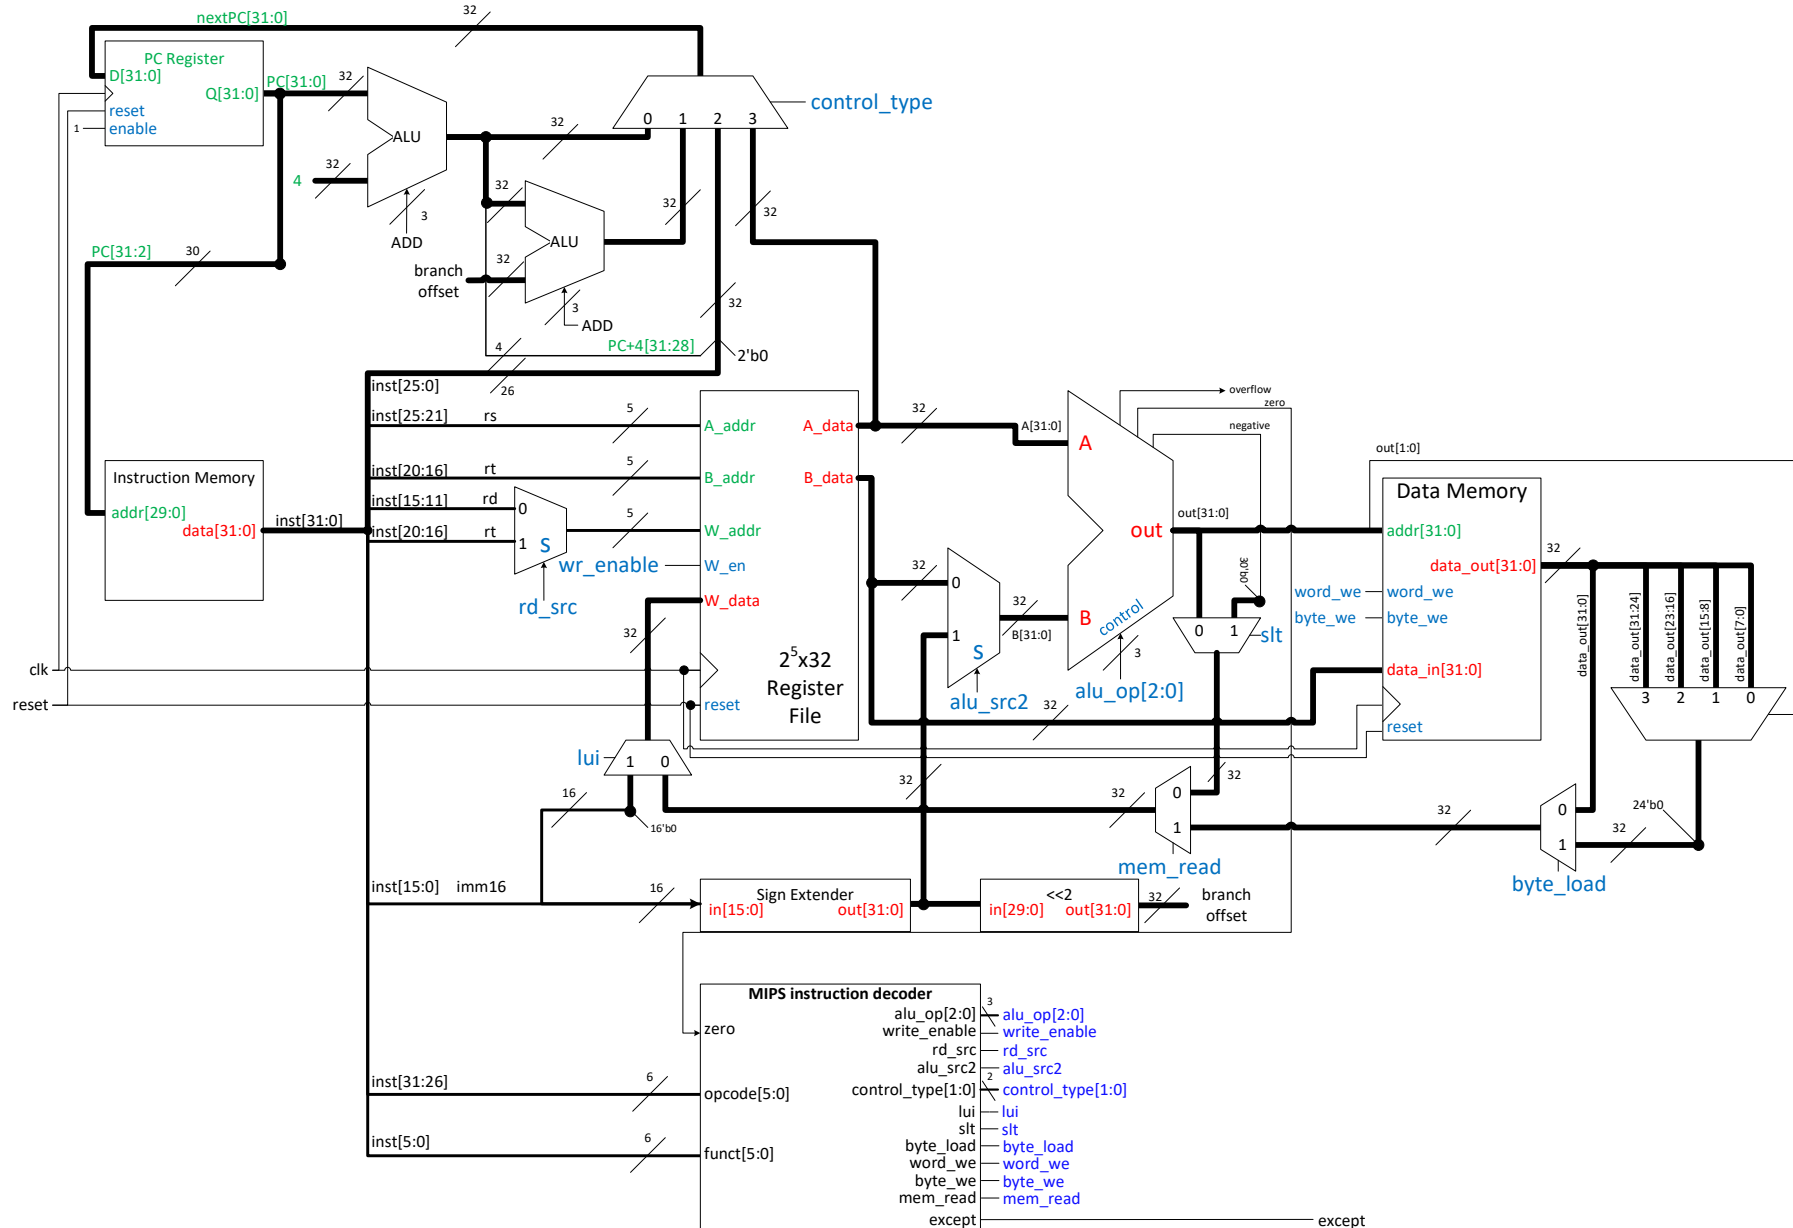 nextPC[31:0]
32
PC Register
D[31:0]
Q[31:0]
reset
enable
1
PC[31:0]
32
ALU
4
32
3
ADD
32
0 1 2 3
control_type
32
ALU
32
branch
offset
3
ADD
32
32
32
PC[31:2]
30
4
PC+4[31:28]
2'b0
26
inst[25:0]
inst[25:21] rs
5
A_addr
A_data
32
A[31:0]
inst[20:16] rt
5
B_addr
B_data
inst[15:11] rd
inst[20:16] rt
0
1
S
rd_src
5
W_addr
wr_enable
W_en
W_data
32
2⁵x32
Register
File
reset
Instruction Memory
addr[29:0]
data[31:0]
inst[31:0]
clk
reset
lui
1 0
16
16'b0
32
0
1
S
alu_src2
32
B[31:0]
A
B
out
control
3
alu_op[2:0]
overflow
zero
negative
out[31:0]
30'b0
0 1
slt
32
out[1:0]
Data Memory
addr[31:0]
data_out[31:0]
word_we
word_we
byte_we
byte_we
data_in[31:0]
reset
32
32
data_out[31:0]
data_out[31:24]
data_out[23:16]
data_out[15:8]
data_out[7:0]
3 2 1 0
24'b0
32
0
1
byte_load
32
0
1
mem_read
32
32
inst[15:0] imm16
16
Sign Extender
in[15:0]
out[31:0]
<<2
in[29:0]
out[31:0]
32
branch
offset
MIPS instruction decoder
zero
inst[31:26]
6
opcode[5:0]
inst[5:0]
6
funct[5:0]
alu_op[2:0]
3
alu_op[2:0]
write_enable
write_enable
rd_src
rd_src
alu_src2
alu_src2
control_type[1:0]
2
control_type[1:0]
lui
lui
slt
slt
byte_load
byte_load
word_we
word_we
byte_we
byte_we
mem_read
mem_read
except
except